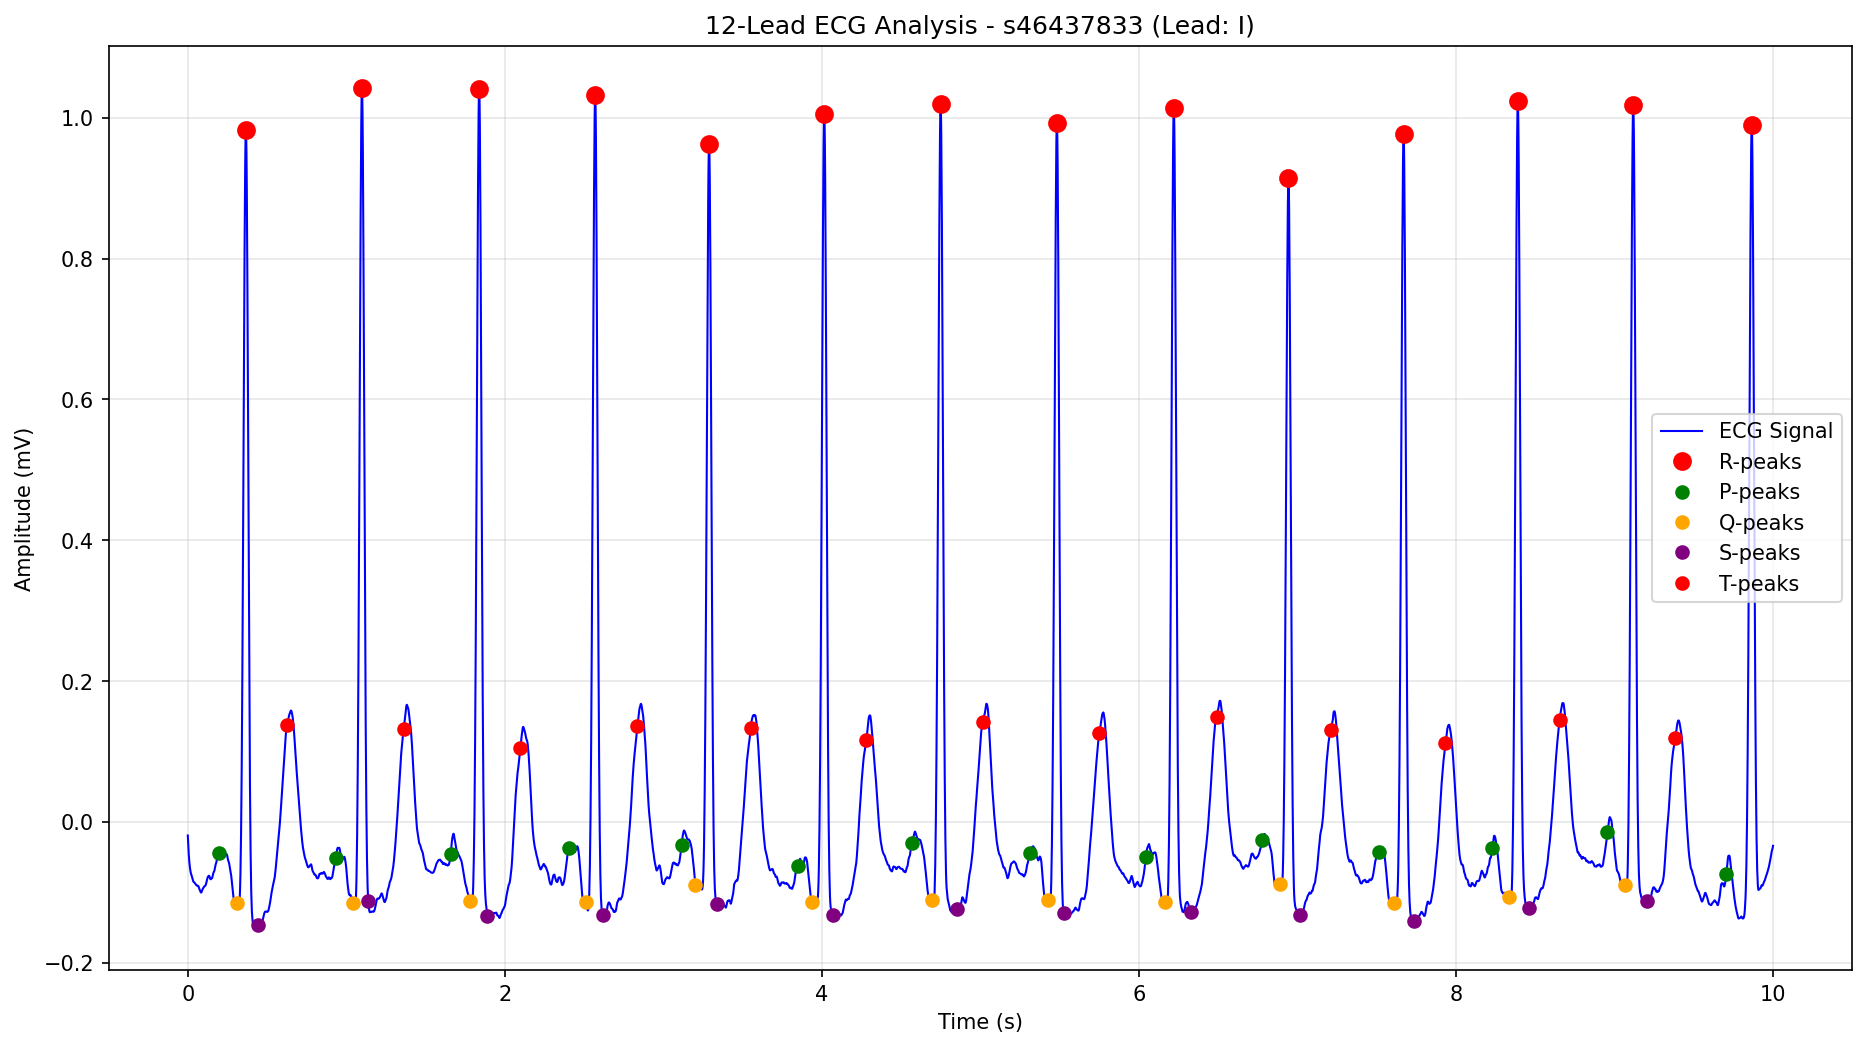 12-Lead ECG Analysis - s46437833 (Lead: I)
Amplitude (mV)
1.0
0.8
0.6
0.4
0.2
0.0
−0.2
ECG Signal
R-peaks
P-peaks
Q-peaks
S-peaks
T-peaks
0 2 4 6 8 10
Time (s)